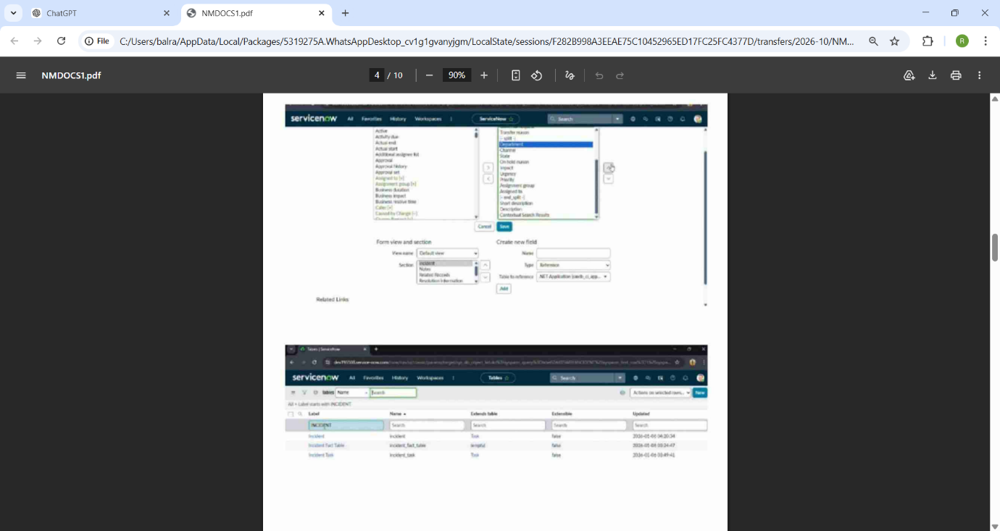 ChatGPT
NMDOCS1.pdf
File
C:/Users/balra/AppData/Local/Packages/5319275A.WhatsAppDesktop_cv1g1gvanyjgm/LocalState/sessions/F282B998A3EEAE75C10452965ED17FC25FC4377D/transfers/2026-10/NM...
R
NMDOCS1.pdf
4 / 10
90%
servicenow All Favorites History Workspaces ServiceNow Search
Active
Activity due
Actual end
Actual start
Additional assignee list
Approval
Approval history
Approval set
Assigned to [+]
Assignment group [+]
Business duration
Business impact
Business resolve time
Caller [+]
Caused by Change [+]
Transfer reason
|- split -|
Department
Channel
State
On hold reason
Impact
Urgency
Priority
Assignment group
Assigned to
|- end_split -|
Short description
Description
Contextual Search Results
Cancel Save
Form view and section
View name Default view
Section Incident
Notes
Related Records
Resolution Information
Create new field
Name
Type Reference
Table to reference .NET Application [cmdb_ci_app...
Add
Related Links
Tables | ServiceNow
servicenow All Favorites History Workspaces Tables Search
Tables Name Search Actions on selected rows... New
All > Label starts with INCIDENT
Label Name Extends table Extensible Updated
INCIDENT Search Search Search Search
Incident incident Task false 2026-01-06 04:20:34
Incident Fact Table incident_fact_table (empty) false 2026-01-06 03:24:47
Incident Task incident_task Task false 2026-01-06 03:49:41